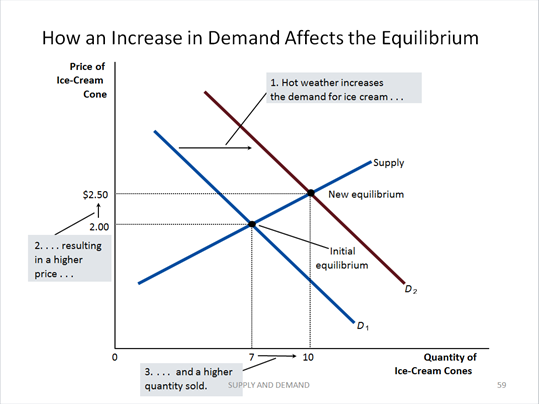 How an Increase in Demand Affects the Equilibrium
Price of
Ice-Cream
Cone
1. Hot weather increases
the demand for ice cream . . .
Supply
$2.50
New equilibrium
2.00
2. . . . resulting
in a higher
price . . .
Initial
equilibrium
D2
D1
0
7
10
Quantity of
Ice-Cream Cones
3. . . . and a higher
quantity sold.
SUPPLY AND DEMAND
59